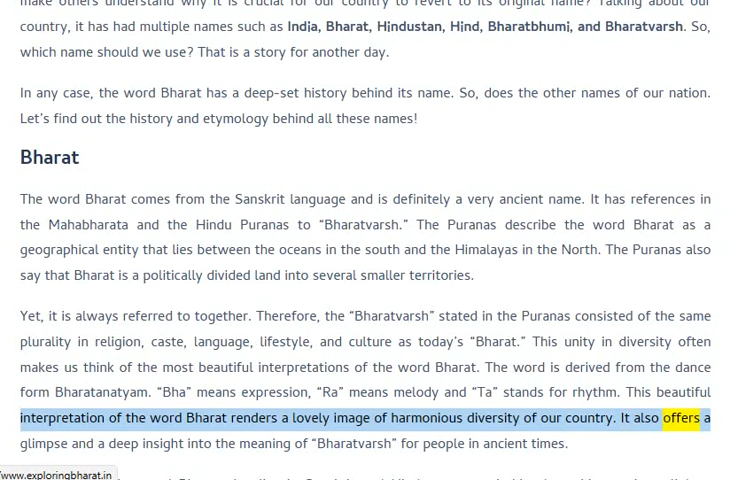 make others understand why it is crucial for our country to revert to its original name? Talking about our
country, it has had multiple names such as India, Bharat, Hindustan, Hind, Bharatbhumi, and Bharatvarsh. So,
which name should we use? That is a story for another day.
In any case, the word Bharat has a deep-set history behind its name. So, does the other names of our nation.
Let's find out the history and etymology behind all these names!
Bharat
The word Bharat comes from the Sanskrit language and is definitely a very ancient name. It has references in
the Mahabharata and the Hindu Puranas to “Bharatvarsh.” The Puranas describe the word Bharat as a
geographical entity that lies between the oceans in the south and the Himalayas in the North. The Puranas also
say that Bharat is a politically divided land into several smaller territories.
Yet, it is always referred to together. Therefore, the “Bharatvarsh” stated in the Puranas consisted of the same
plurality in religion, caste, language, lifestyle, and culture as today’s “Bharat.” This unity in diversity often
makes us think of the most beautiful interpretations of the word Bharat. The word is derived from the dance
form Bharatanatyam. “Bha” means expression, “Ra” means melody and “Ta” stands for rhythm. This beautiful
interpretation of the word Bharat renders a lovely image of harmonious diversity of our country. It also offers a
glimpse and a deep insight into the meaning of “Bharatvarsh” for people in ancient times.
/www.exploringbharat.in